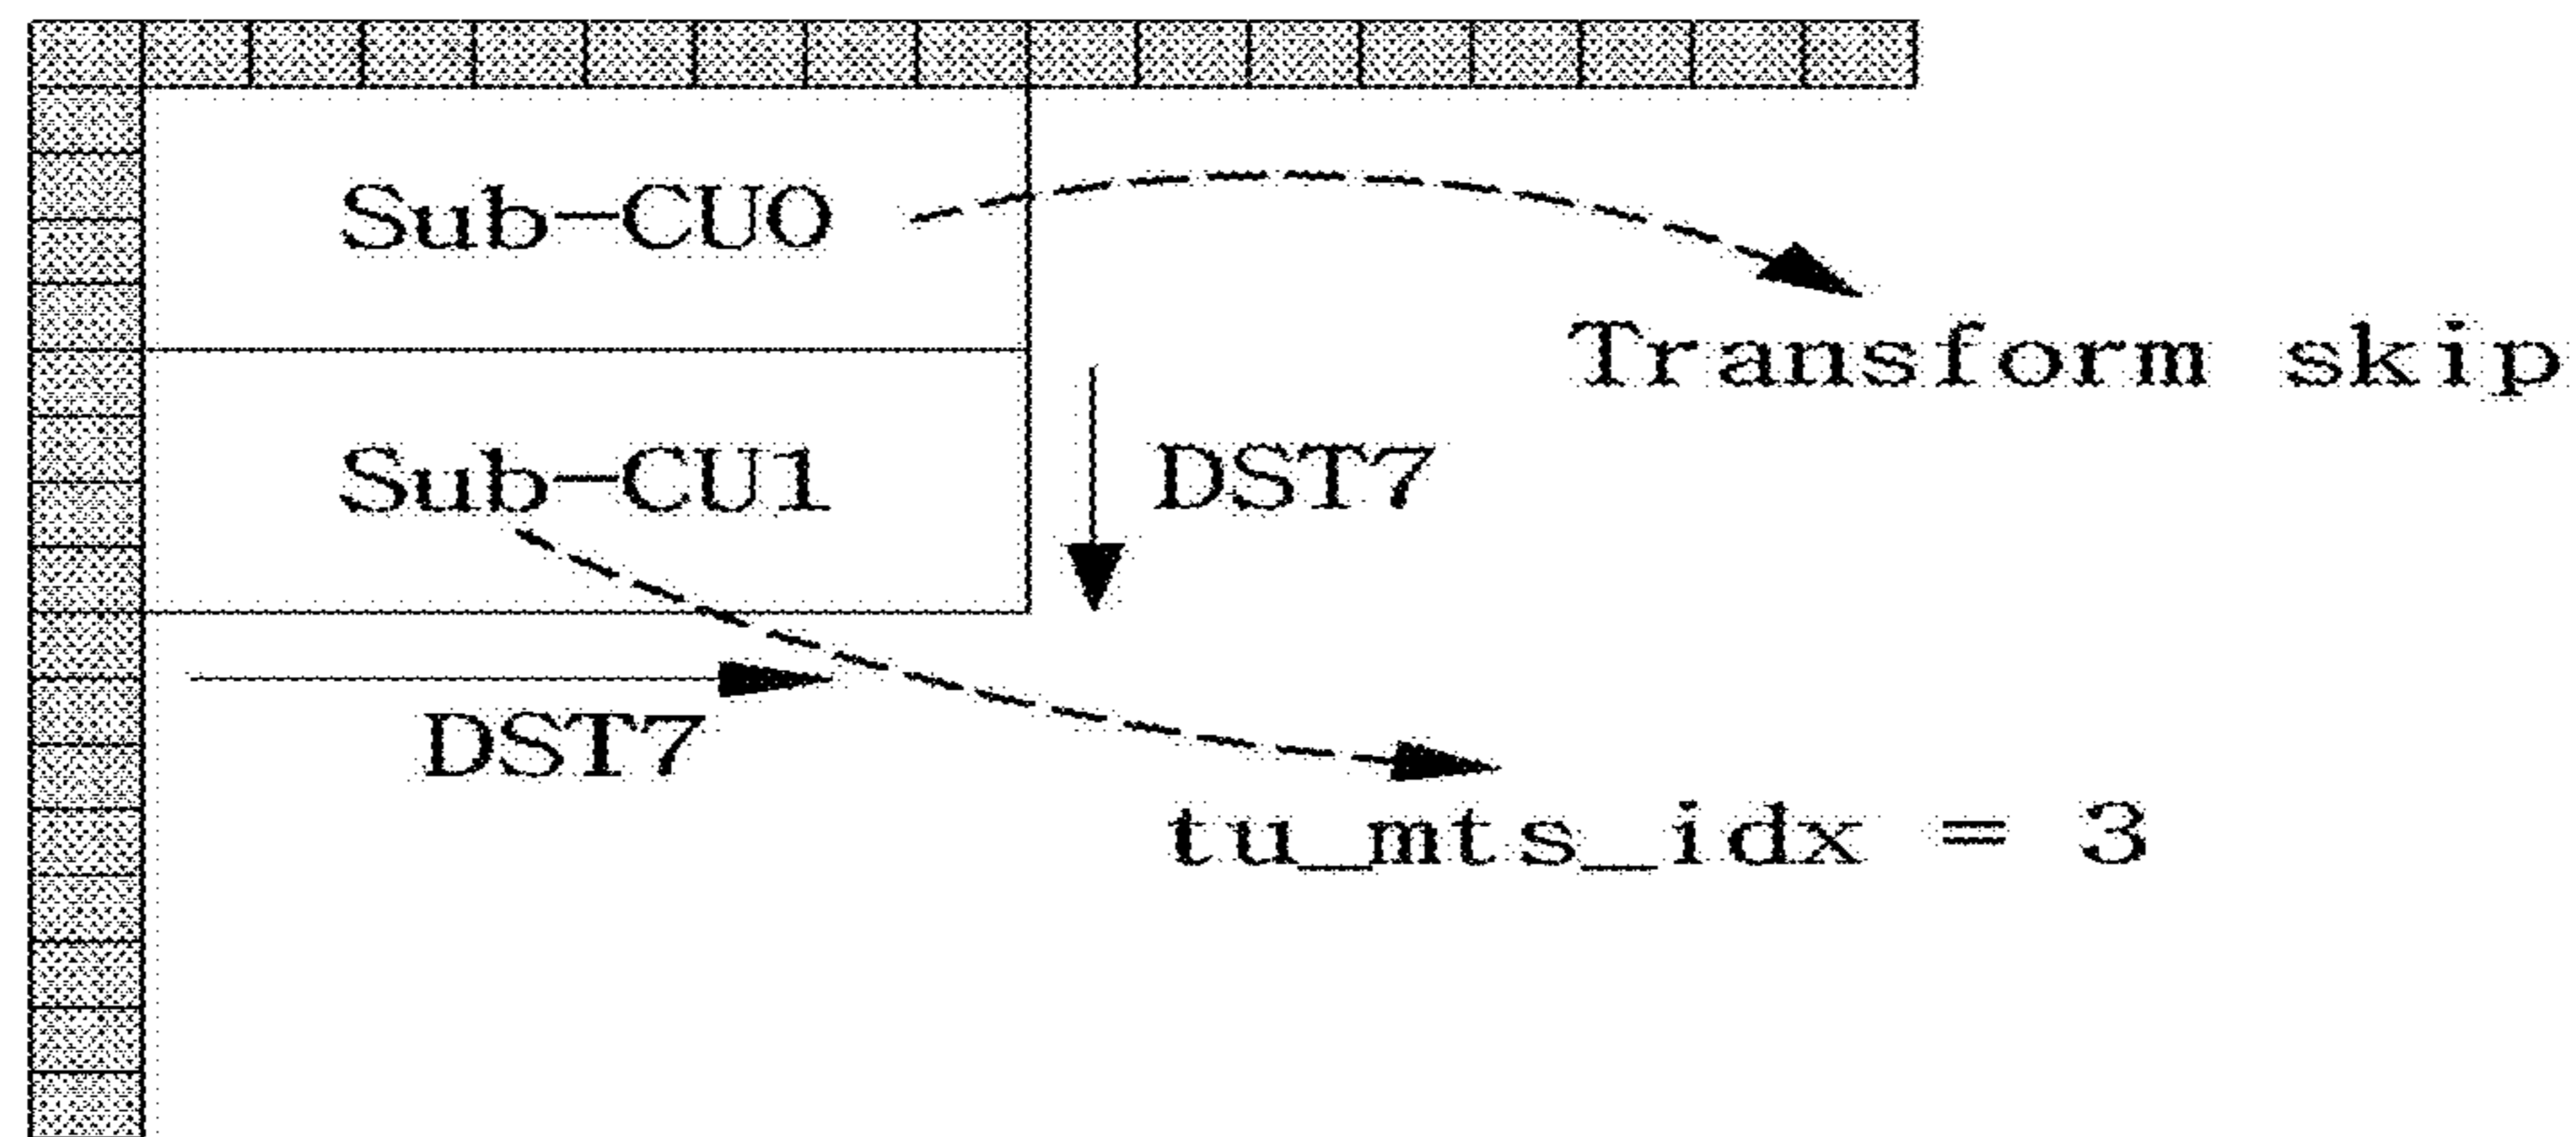 Sub-CU0
Transform skip
Sub-CU1
DST7
DST7
tu_mts_idx = 3